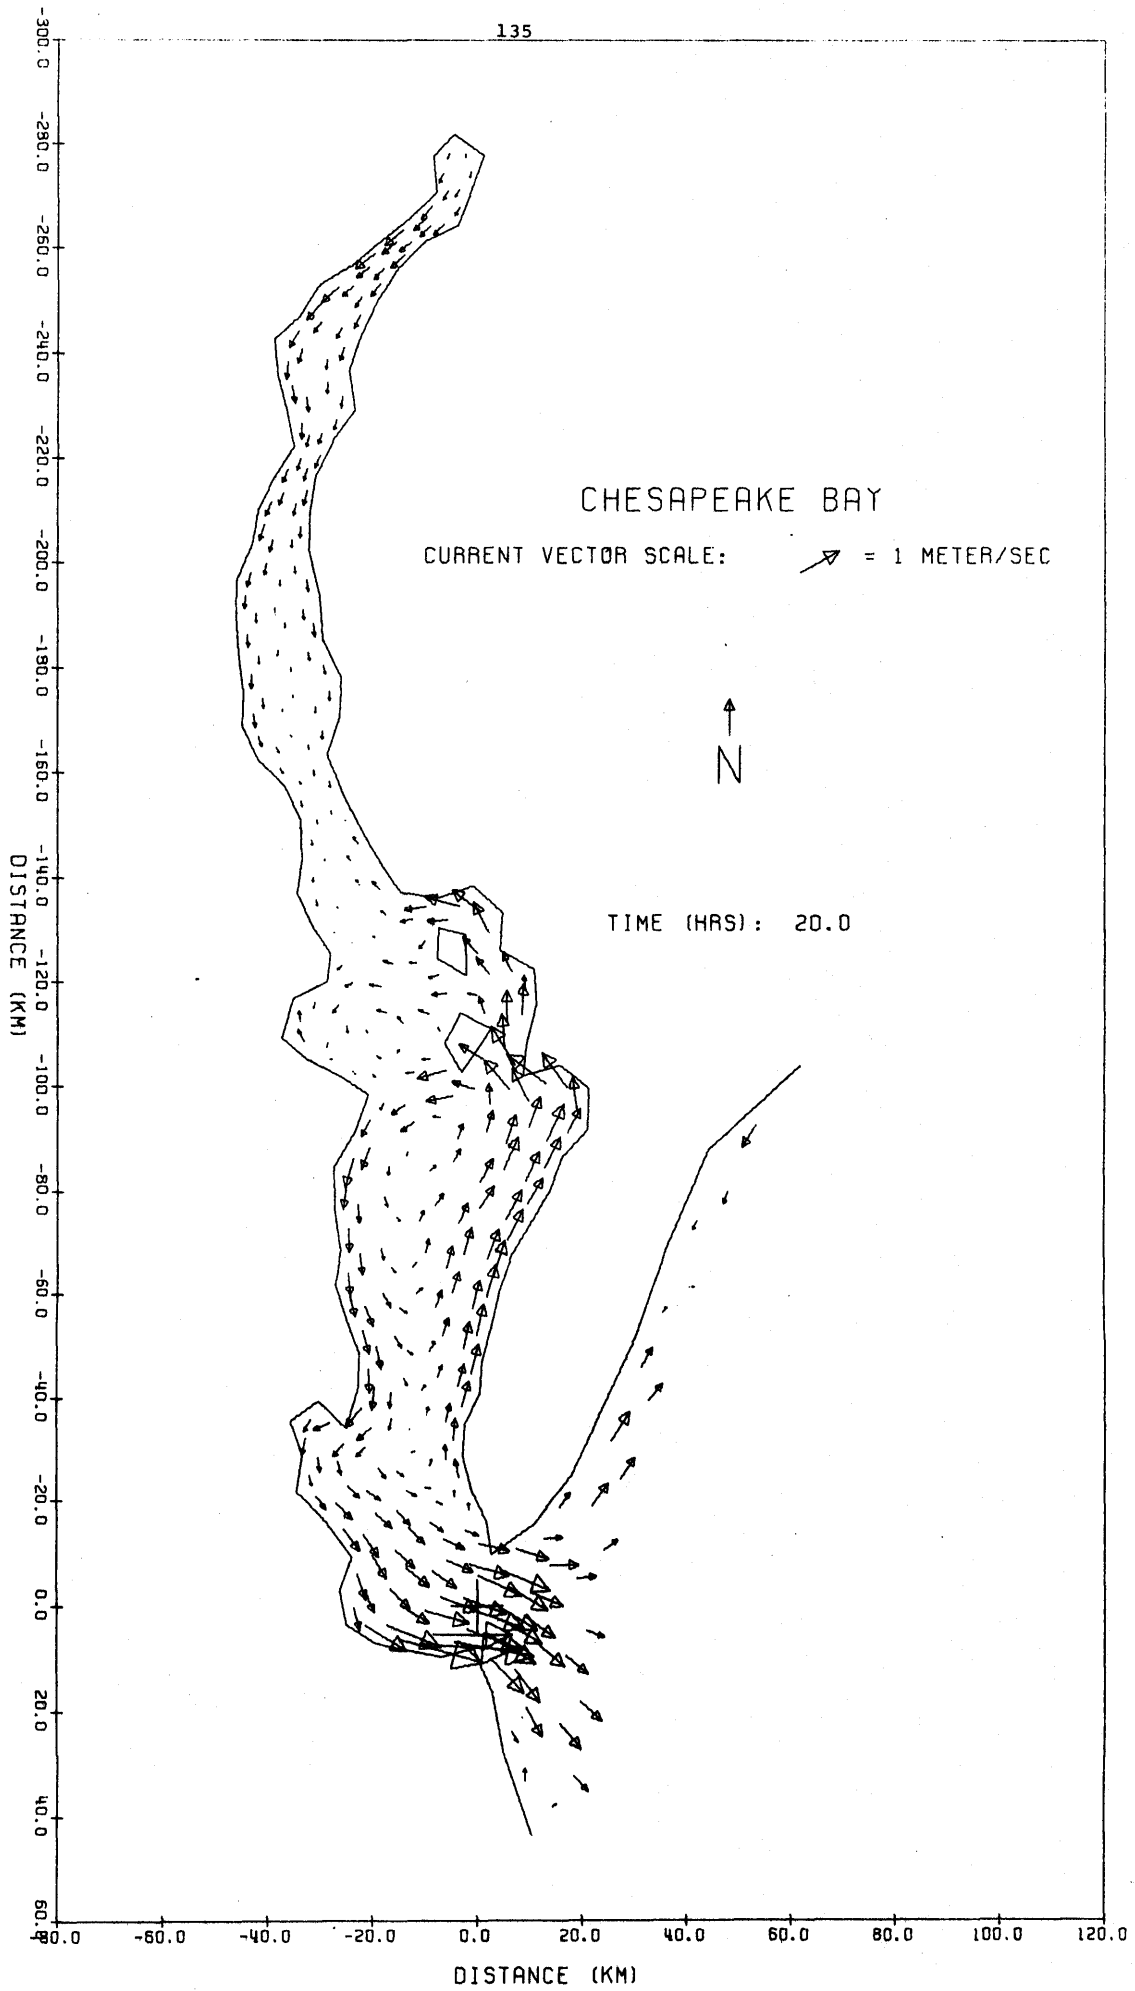 135
-300.0
-280.0
-260.0
-240.0
-220.0
-200.0
-180.0
-160.0
-140.0
-120.0
-100.0
-80.0
-60.0
-40.0
-20.0
0.0
20.0
40.0
60.0
DISTANCE (KM)
CHESAPEAKE BAY
CURRENT VECTOR SCALE: = 1 METER/SEC
N
TIME (HRS): 20.0
-80.0 -60.0 -40.0 -20.0 0.0 20.0 40.0 60.0 80.0 100.0 120.0
DISTANCE (KM)